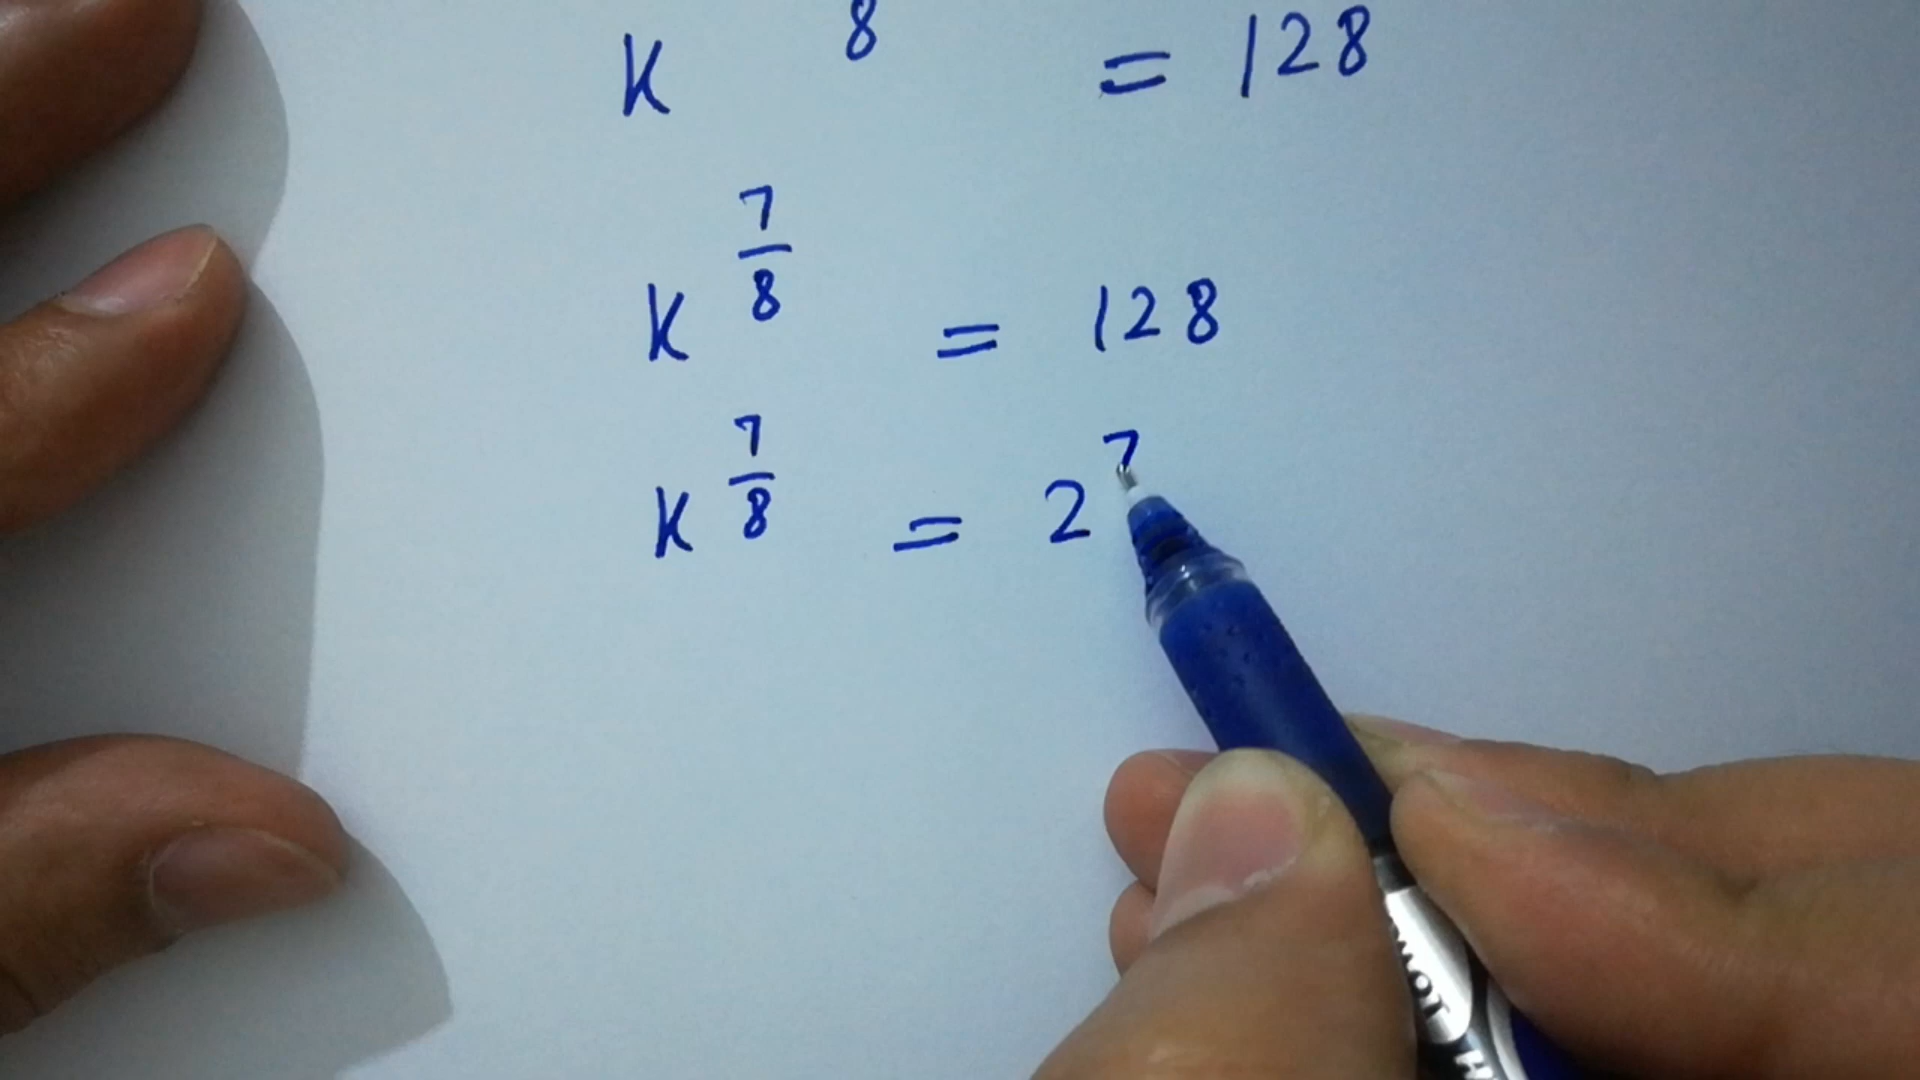 K 8 = 128
K 7/8 = 128
K 7/8 = 2 7